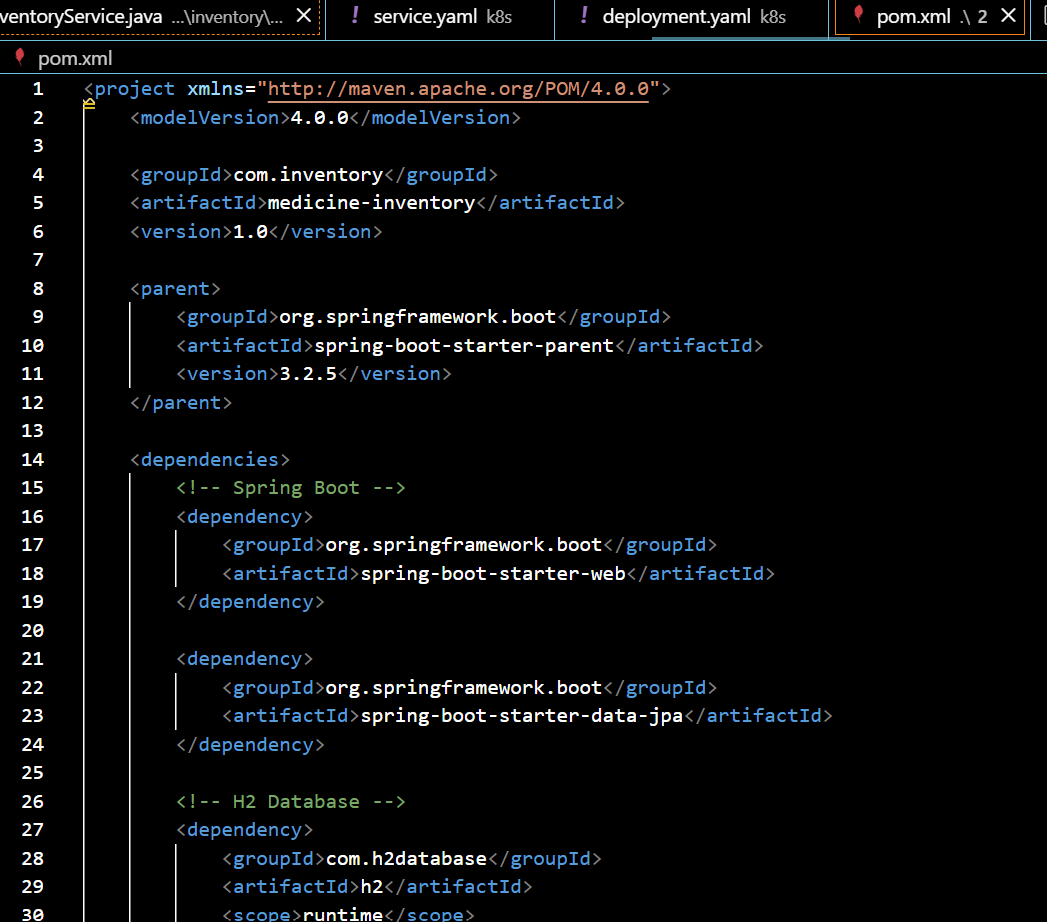 ventoryService.java ...\inventory\... service.yaml k8s deployment.yaml k8s pom.xml .\ 2
pom.xml
1 <project xmlns="http://maven.apache.org/POM/4.0.0">
2 <modelVersion>4.0.0</modelVersion>
3
4 <groupId>com.inventory</groupId>
5 <artifactId>medicine-inventory</artifactId>
6 <version>1.0</version>
7
8 <parent>
9 <groupId>org.springframework.boot</groupId>
10 <artifactId>spring-boot-starter-parent</artifactId>
11 <version>3.2.5</version>
12 </parent>
13
14 <dependencies>
15 <!-- Spring Boot -->
16 <dependency>
17 <groupId>org.springframework.boot</groupId>
18 <artifactId>spring-boot-starter-web</artifactId>
19 </dependency>
20
21 <dependency>
22 <groupId>org.springframework.boot</groupId>
23 <artifactId>spring-boot-starter-data-jpa</artifactId>
24 </dependency>
25
26 <!-- H2 Database -->
27 <dependency>
28 <groupId>com.h2database</groupId>
29 <artifactId>h2</artifactId>
30 <scope>runtime</scope>